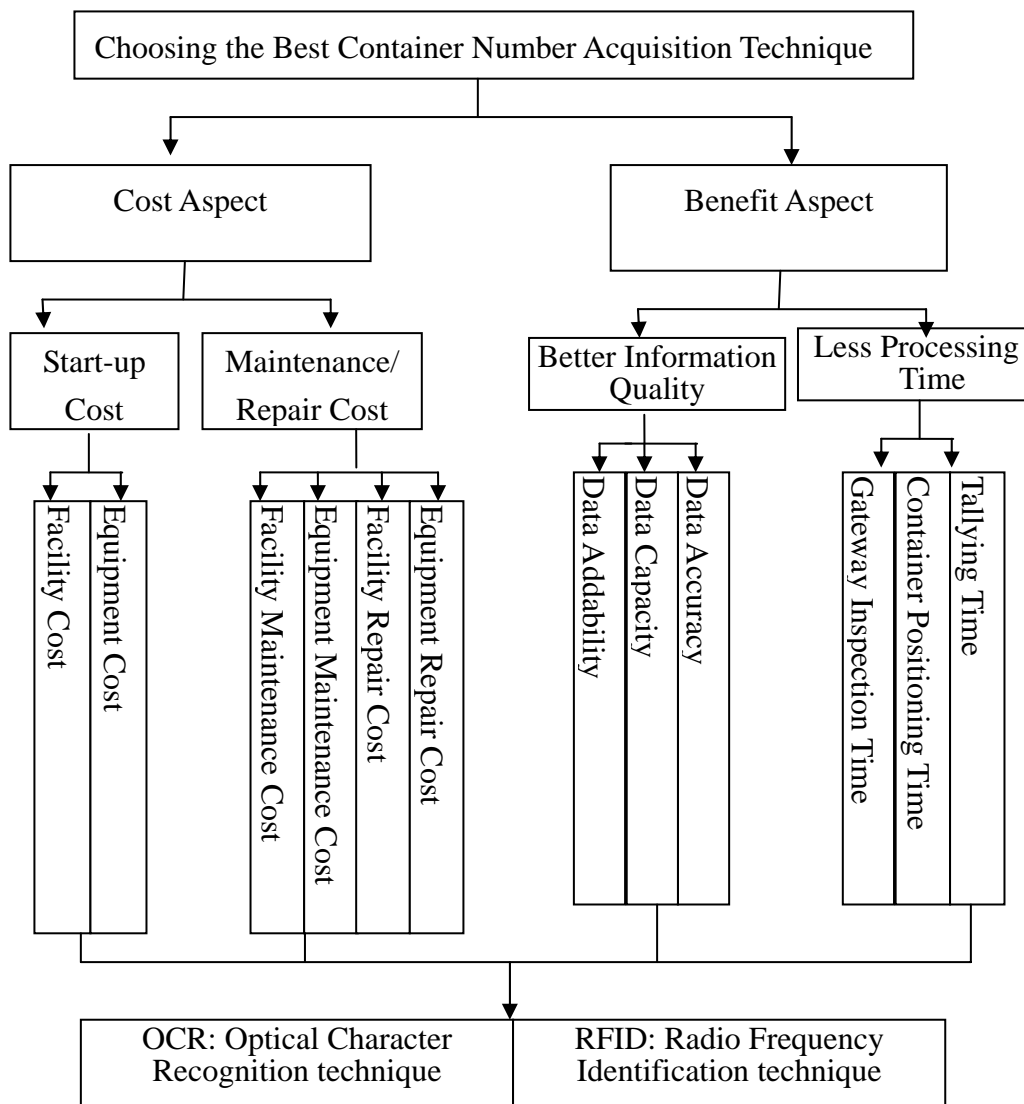 Choosing the Best Container Number Acquisition Technique
Cost Aspect
Benefit Aspect
Start-up
Cost
Maintenance/
Repair Cost
Better Information
Quality
Less Processing
Time
Facility Cost
Equipment Cost
Facility Maintenance Cost
Equipment Maintenance Cost
Facility Repair Cost
Equipment Repair Cost
Data Addability
Data Capacity
Data Accuracy
Gateway Inspection Time
Container Positioning Time
Tallying Time
OCR: Optical Character
Recognition technique
RFID: Radio Frequency
Identification technique